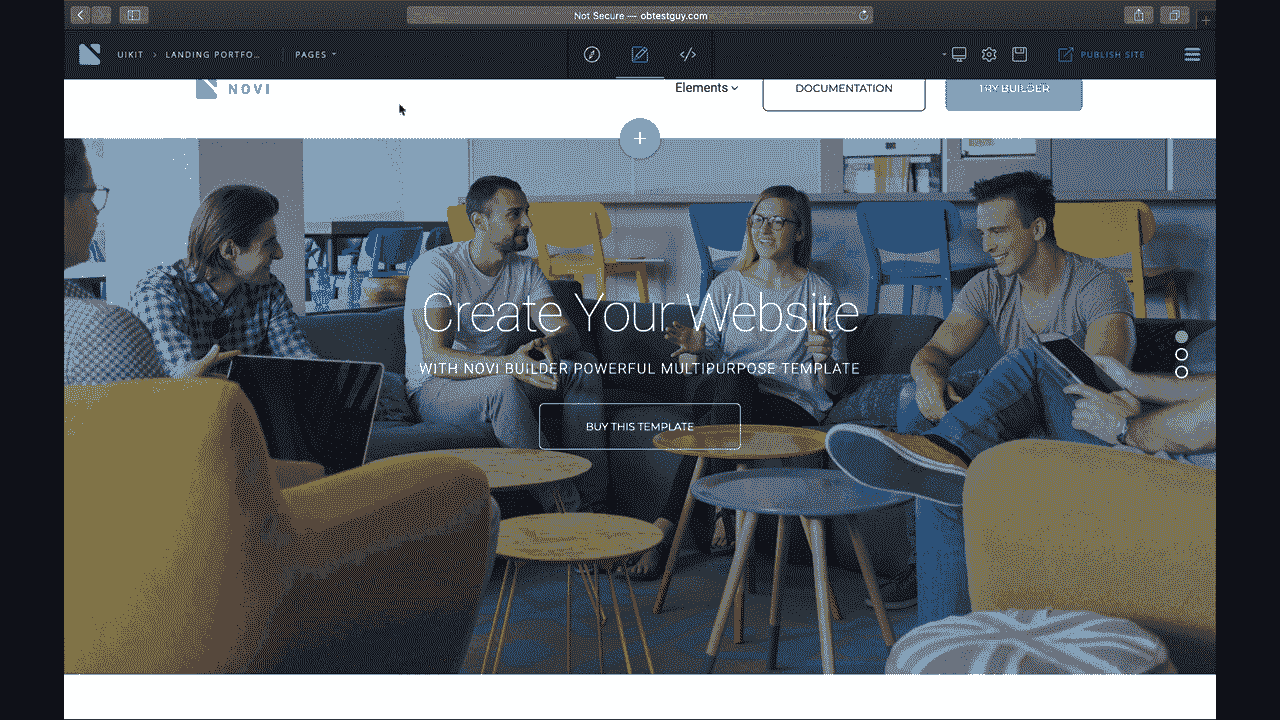 Not Secure — obtestguy.com
UIKIT > LANDING PORTFO... PAGES
PUBLISH SITE
NOVI
Elements
DOCUMENTATION
TRY BUILDER
Create Your Website
WITH NOVI BUILDER POWERFUL MULTIPURPOSE TEMPLATE
BUY THIS TEMPLATE